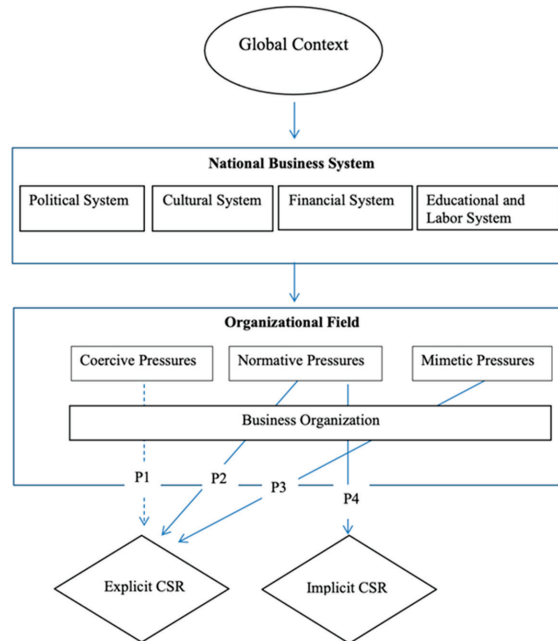 Global Context
National Business System
Political System
Cultural System
Financial System
Educational and
Labor System
Organizational Field
Coercive Pressures
Normative Pressures
Mimetic Pressures
Business Organization
P1
P2
P3
P4
Explicit CSR
Implicit CSR